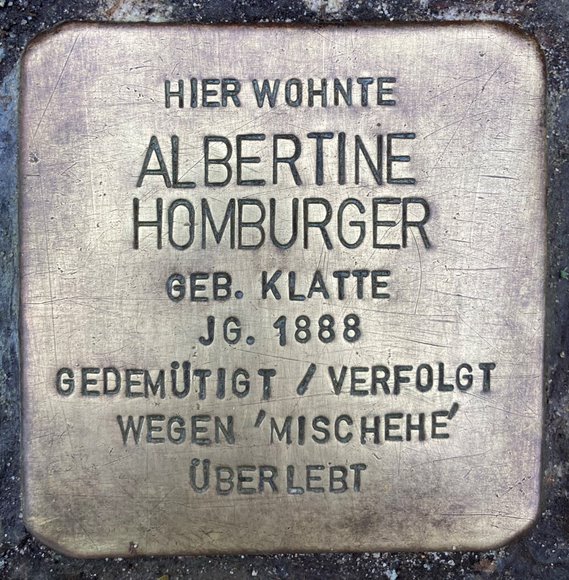 HIER WOHNTE
ALBERTINE
HOMBURGER
GEB. KLATTE
JG. 1888
GEDEMÜTIGT / VERFOLGT
WEGEN 'MISCHEHE'
ÜBERLEBT